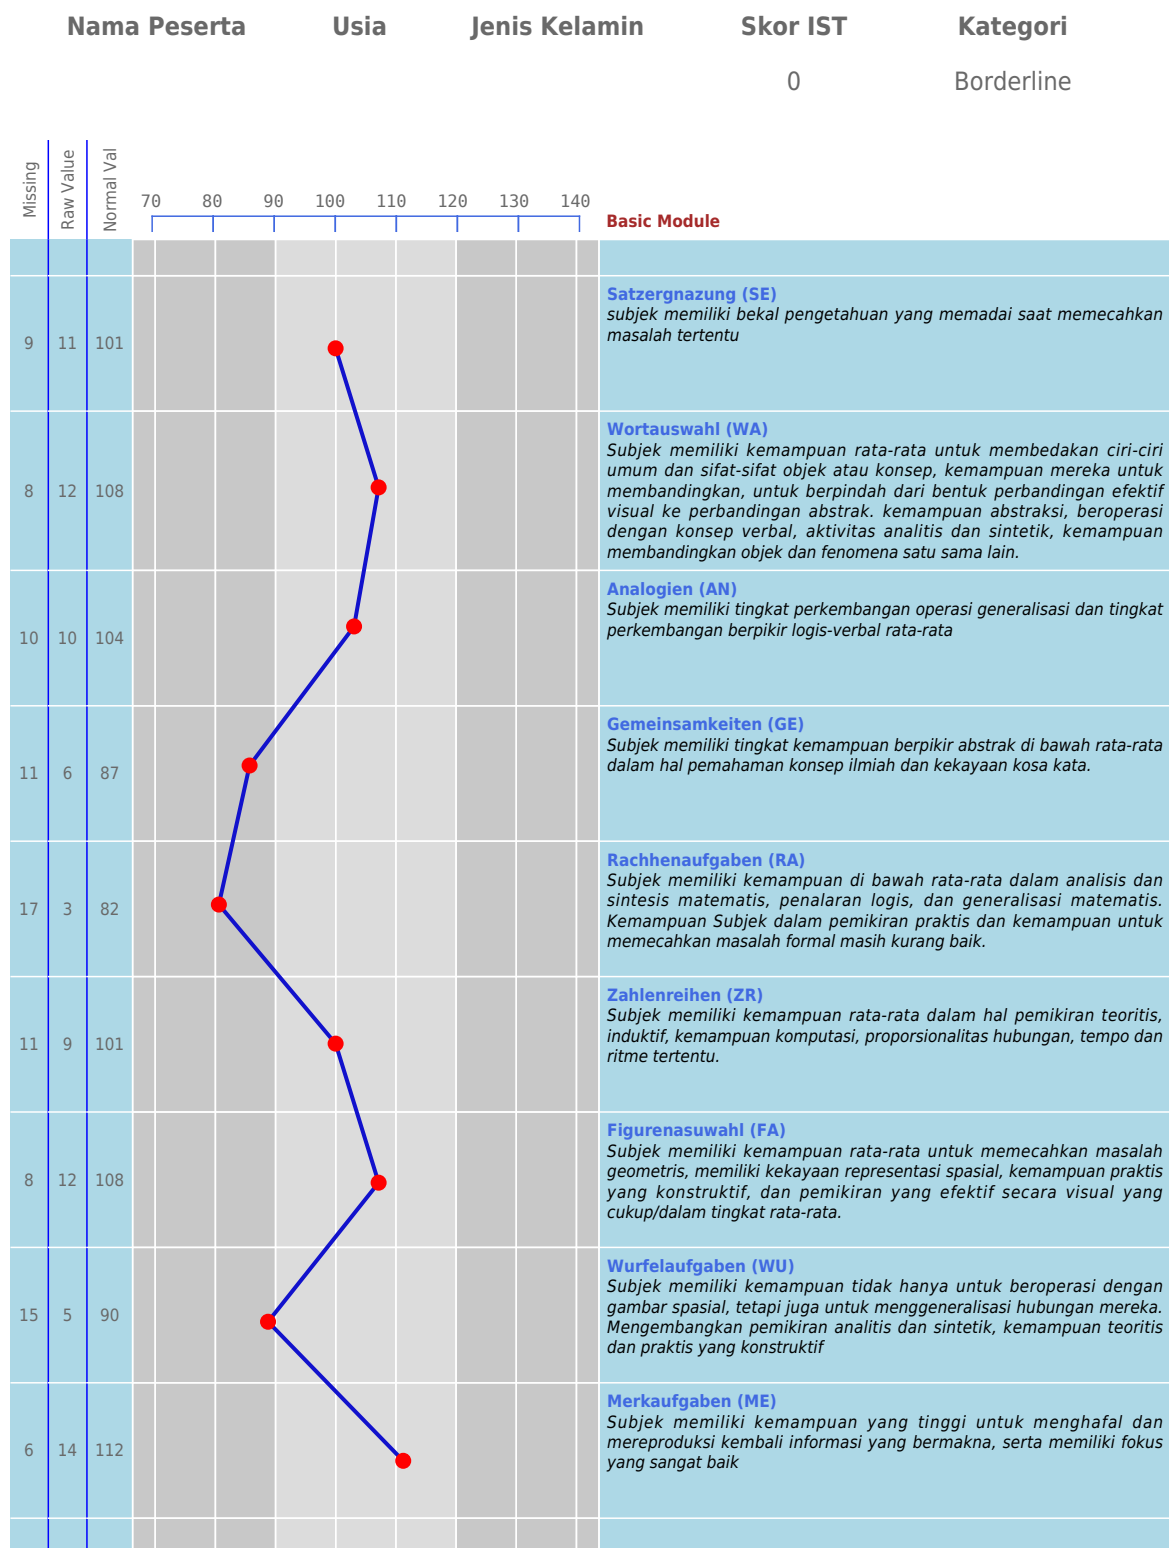 Nama Peserta Usia Jenis Kelamin Skor IST Kategori
0 Borderline
Missing Raw Value Normal Val
70 80 90 100 110 120 130 140
Basic Module
Satzergnazung (SE)
subjek memiliki bekal pengetahuan yang memadai saat memecahkan
masalah tertentu
9 11 101
Wortauswahl (WA)
Subjek memiliki kemampuan rata-rata untuk membedakan ciri-ciri
umum dan sifat-sifat objek atau konsep, kemampuan mereka untuk
membandingkan, untuk berpindah dari bentuk perbandingan efektif
visual ke perbandingan abstrak. kemampuan abstraksi, beroperasi
dengan konsep verbal, aktivitas analitis dan sintetik, kemampuan
membandingkan objek dan fenomena satu sama lain.
8 12 108
Analogien (AN)
Subjek memiliki tingkat perkembangan operasi generalisasi dan tingkat
perkembangan berpikir logis-verbal rata-rata
10 10 104
Gemeinsamkeiten (GE)
Subjek memiliki tingkat kemampuan berpikir abstrak di bawah rata-rata
dalam hal pemahaman konsep ilmiah dan kekayaan kosa kata.
11 6 87
Rachhenaufgaben (RA)
Subjek memiliki kemampuan di bawah rata-rata dalam analisis dan
sintesis matematis, penalaran logis, dan generalisasi matematis.
Kemampuan Subjek dalam pemikiran praktis dan kemampuan untuk
memecahkan masalah formal masih kurang baik.
17 3 82
Zahlenreihen (ZR)
Subjek memiliki kemampuan rata-rata dalam hal pemikiran teoritis,
induktif, kemampuan komputasi, proporsionalitas hubungan, tempo dan
ritme tertentu.
11 9 101
Figurenasuwahl (FA)
Subjek memiliki kemampuan rata-rata untuk memecahkan masalah
geometris, memiliki kekayaan representasi spasial, kemampuan praktis
yang konstruktif, dan pemikiran yang efektif secara visual yang
cukup/dalam tingkat rata-rata.
8 12 108
Wurfelaufgaben (WU)
Subjek memiliki kemampuan tidak hanya untuk beroperasi dengan
gambar spasial, tetapi juga untuk menggeneralisasi hubungan mereka.
Mengembangkan pemikiran analitis dan sintetik, kemampuan teoritis
dan praktis yang konstruktif
15 5 90
Merkaufgaben (ME)
Subjek memiliki kemampuan yang tinggi untuk menghafal dan
mereproduksi kembali informasi yang bermakna, serta memiliki fokus
yang sangat baik
6 14 112